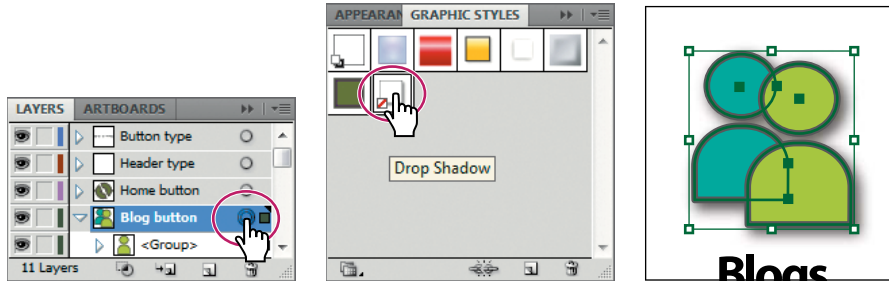 LAYERS ARTBOARDS
Button type
Header type
Home button
Blog button
<Group>
11 Layers
APPEARAN GRAPHIC STYLES
Drop Shadow
Blogs